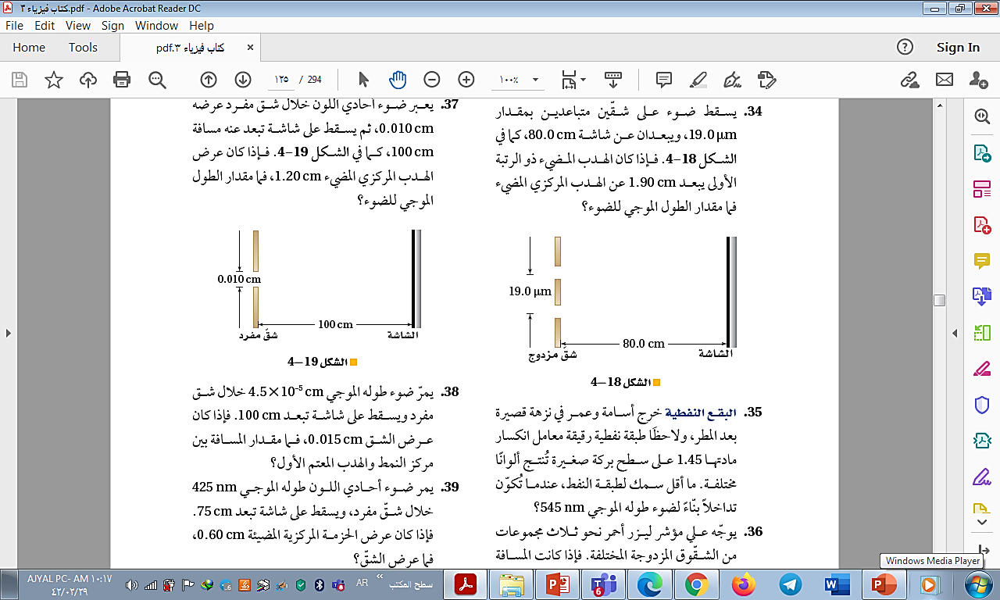 كتاب فيزياء ٣.pdf - Adobe Acrobat Reader DC
File Edit View Sign Window Help
Home Tools كتاب فيزياء ٣.pdf × ? Sign In
١٢٥ / 294 ١٠٠%
34. يسقط ضوء على شقّين متباعدين بمقدار
19.0 µm، ويبعدان عن شاشة 80.0 cm، كما في
الشكل 18–4. فإذا كان الهدب المضيء ذو الرتبة
الأولى يبعد 1.90 cm عن الهدب المركزي المضيء
فما مقدار الطول الموجي للضوء؟
19.0 µm
80.0 cm
شقّ مزدوج
الشاشة
الشكل 18–4
35. البقع النفطية خرج أسامة وعمر في نزهة قصيرة
بعد المطر، ولاحظا طبقة نفطية رقيقة معامل انكسار
مادتها 1.45 على سطح بركة صغيرة تُنتج ألوانًا
مختلفة. ما أقل سمك لطبقة النفط، عندما تُكوّن
تداخلاً بنّاءً لضوء طوله الموجي 545 nm؟
36. يوجّه علي مؤشر ليزر أحمر نحو ثلاث مجموعات
من الشقوق المزدوجة المختلفة. فإذا كانت المسافة
37. يعبر ضوء أحادي اللون خلال شق مفرد عرضه
0.010 cm، ثم يسقط على شاشة تبعد عنه مسافة
100 cm، كما في الشكل 19–4. فإذا كان عرض
الهدب المركزي المضيء 1.20 cm، فما مقدار الطول
الموجي للضوء؟
0.010 cm
100 cm
شقّ مفرد
الشاشة
الشكل 19–4
38. يمرّ ضوء طوله الموجي 4.5×10⁻⁵ cm خلال شق
مفرد ويسقط على شاشة تبعد 100 cm. فإذا كان
عرض الشق 0.015 cm، فما مقدار المسافة بين
مركز النمط والهدب المعتم الأول؟
39. يمر ضوء أحادي اللون طوله الموجي 425 nm
خلال شقّ مفرد، ويسقط على شاشة تبعد 75 cm.
فإذا كان عرض الحزمة المركزية المضيئة 0.60 cm،
فما عرض الشقّ؟
Windows Media Player
AJYAL PC- AM ١٠:١٧
٤٢/٠٢/٢٩
AR
سطح المكتب
6